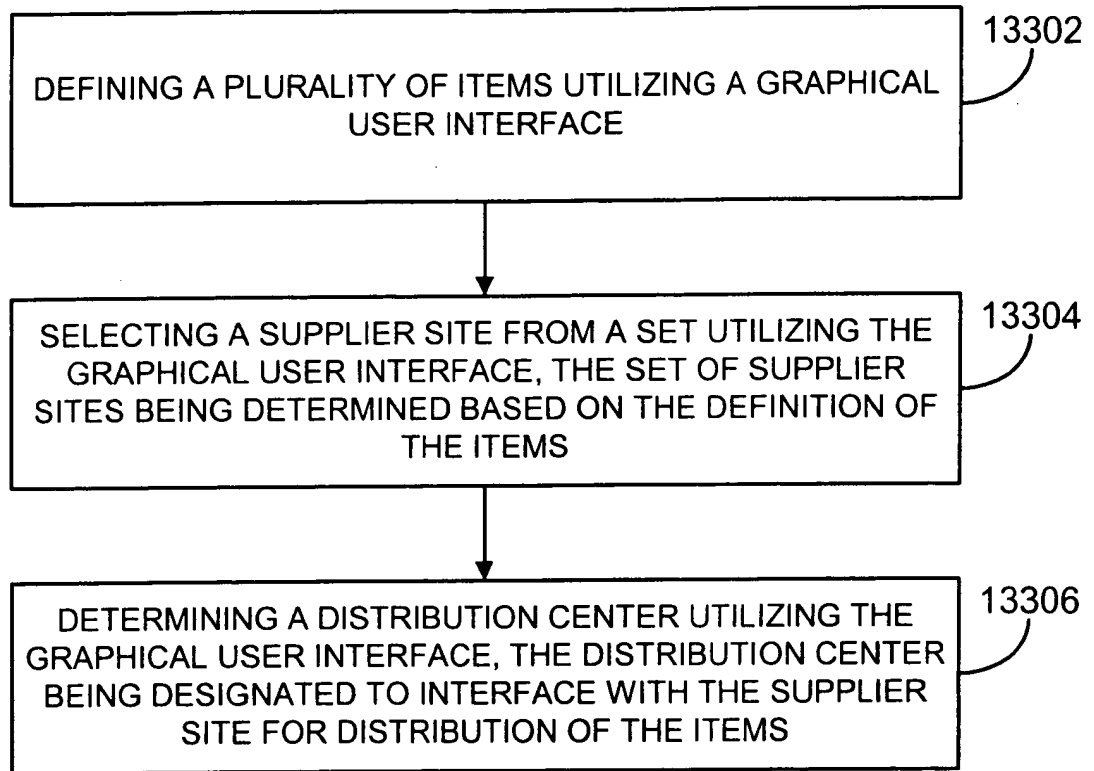 13302
DEFINING A PLURALITY OF ITEMS UTILIZING A GRAPHICAL
USER INTERFACE
13304
SELECTING A SUPPLIER SITE FROM A SET UTILIZING THE
GRAPHICAL USER INTERFACE, THE SET OF SUPPLIER
SITES BEING DETERMINED BASED ON THE DEFINITION OF
THE ITEMS
13306
DETERMINING A DISTRIBUTION CENTER UTILIZING THE
GRAPHICAL USER INTERFACE, THE DISTRIBUTION CENTER
BEING DESIGNATED TO INTERFACE WITH THE SUPPLIER
SITE FOR DISTRIBUTION OF THE ITEMS